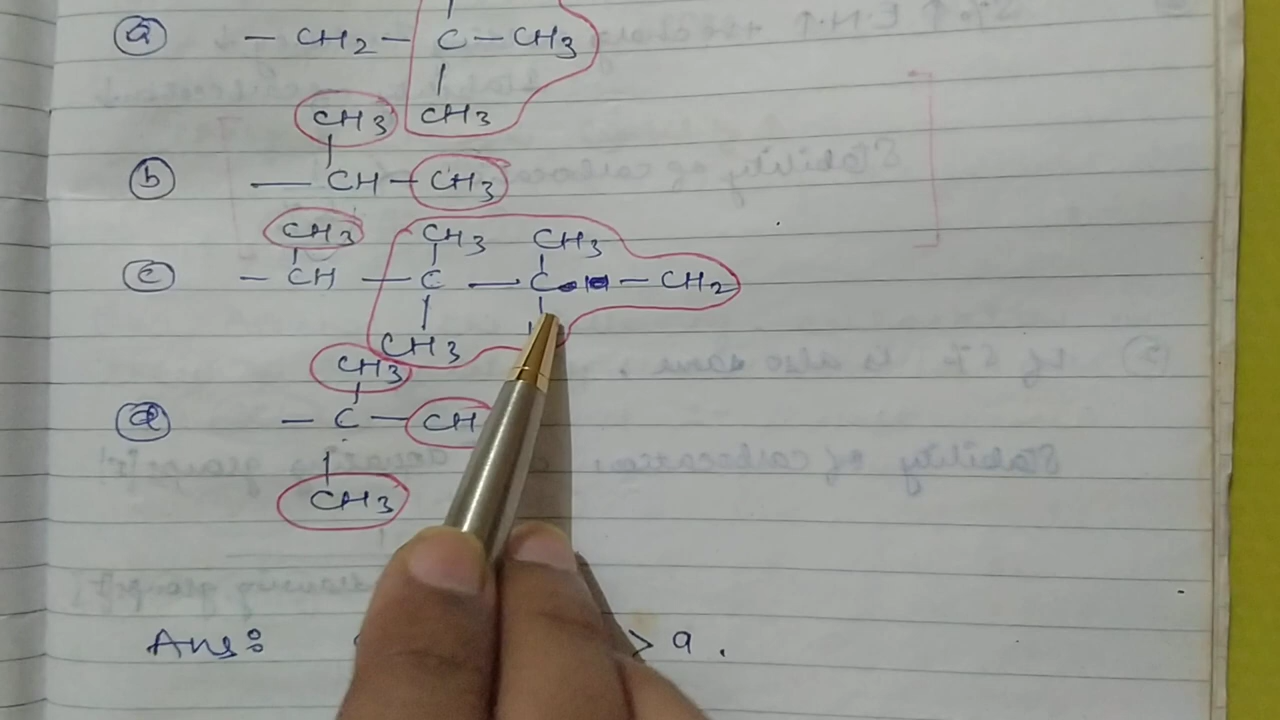 ⓐ — CH2 — C — CH3
CH3
CH3
ⓑ — CH — CH3
CH3 CH3 CH3
ⓒ — CH — C — C — CH2
CH3
CH3
ⓓ — C — CH
CH3
Ans: > a .